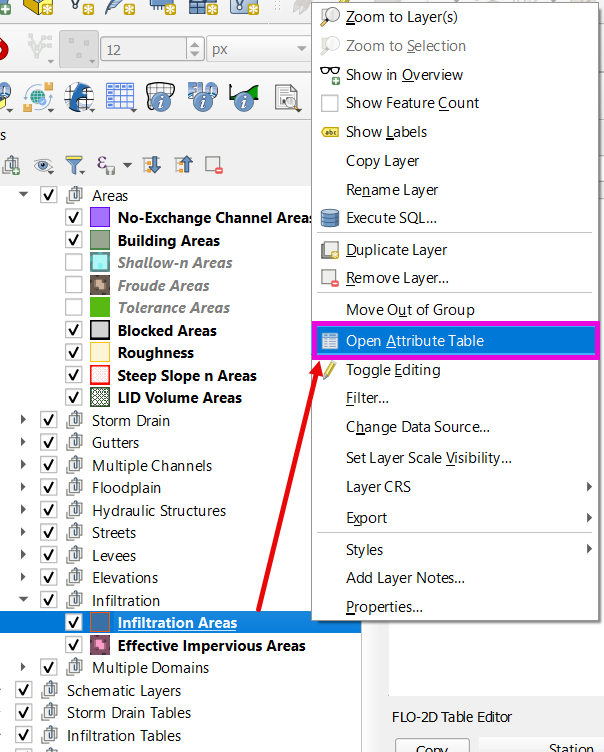 12
px
s
Areas
No-Exchange Channel Areas
Building Areas
Shallow-n Areas
Froude Areas
Tolerance Areas
Blocked Areas
Roughness
Steep Slope n Areas
LID Volume Areas
Storm Drain
Gutters
Multiple Channels
Floodplain
Hydraulic Structures
Streets
Levees
Elevations
Infiltration
Infiltration Areas
Effective Impervious Areas
Multiple Domains
Schematic Layers
Storm Drain Tables
Infiltration Tables
Zoom to Layer(s)
Zoom to Selection
Show in Overview
Show Feature Count
abc Show Labels
Copy Layer
Rename Layer
Execute SQL...
Duplicate Layer
Remove Layer...
Move Out of Group
Open Attribute Table
Toggle Editing
Filter...
Change Data Source...
Set Layer Scale Visibility...
Layer CRS
Export
Styles
Add Layer Notes...
Properties...
FLO-2D Table Editor
Copy
Station